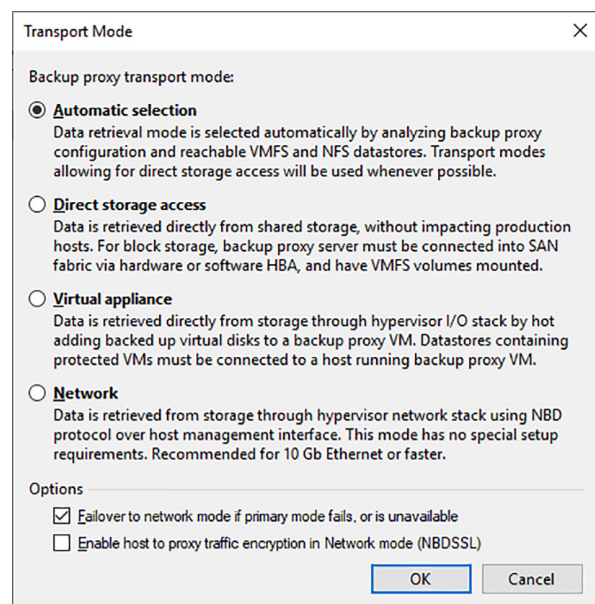 Transport Mode
Backup proxy transport mode:
Automatic selection
Data retrieval mode is selected automatically by analyzing backup proxy
configuration and reachable VMFS and NFS datastores. Transport modes
allowing for direct storage access will be used whenever possible.
Direct storage access
Data is retrieved directly from shared storage, without impacting production
hosts. For block storage, backup proxy server must be connected into SAN
fabric via hardware or software HBA, and have VMFS volumes mounted.
Virtual appliance
Data is retrieved directly from storage through hypervisor I/O stack by hot
adding backed up virtual disks to a backup proxy VM. Datastores containing
protected VMs must be connected to a host running backup proxy VM.
Network
Data is retrieved from storage through hypervisor network stack using NBD
protocol over host management interface. This mode has no special setup
requirements. Recommended for 10 Gb Ethernet or faster.
Options
Failover to network mode if primary mode fails, or is unavailable
Enable host to proxy traffic encryption in Network mode (NBDSSL)
OK Cancel